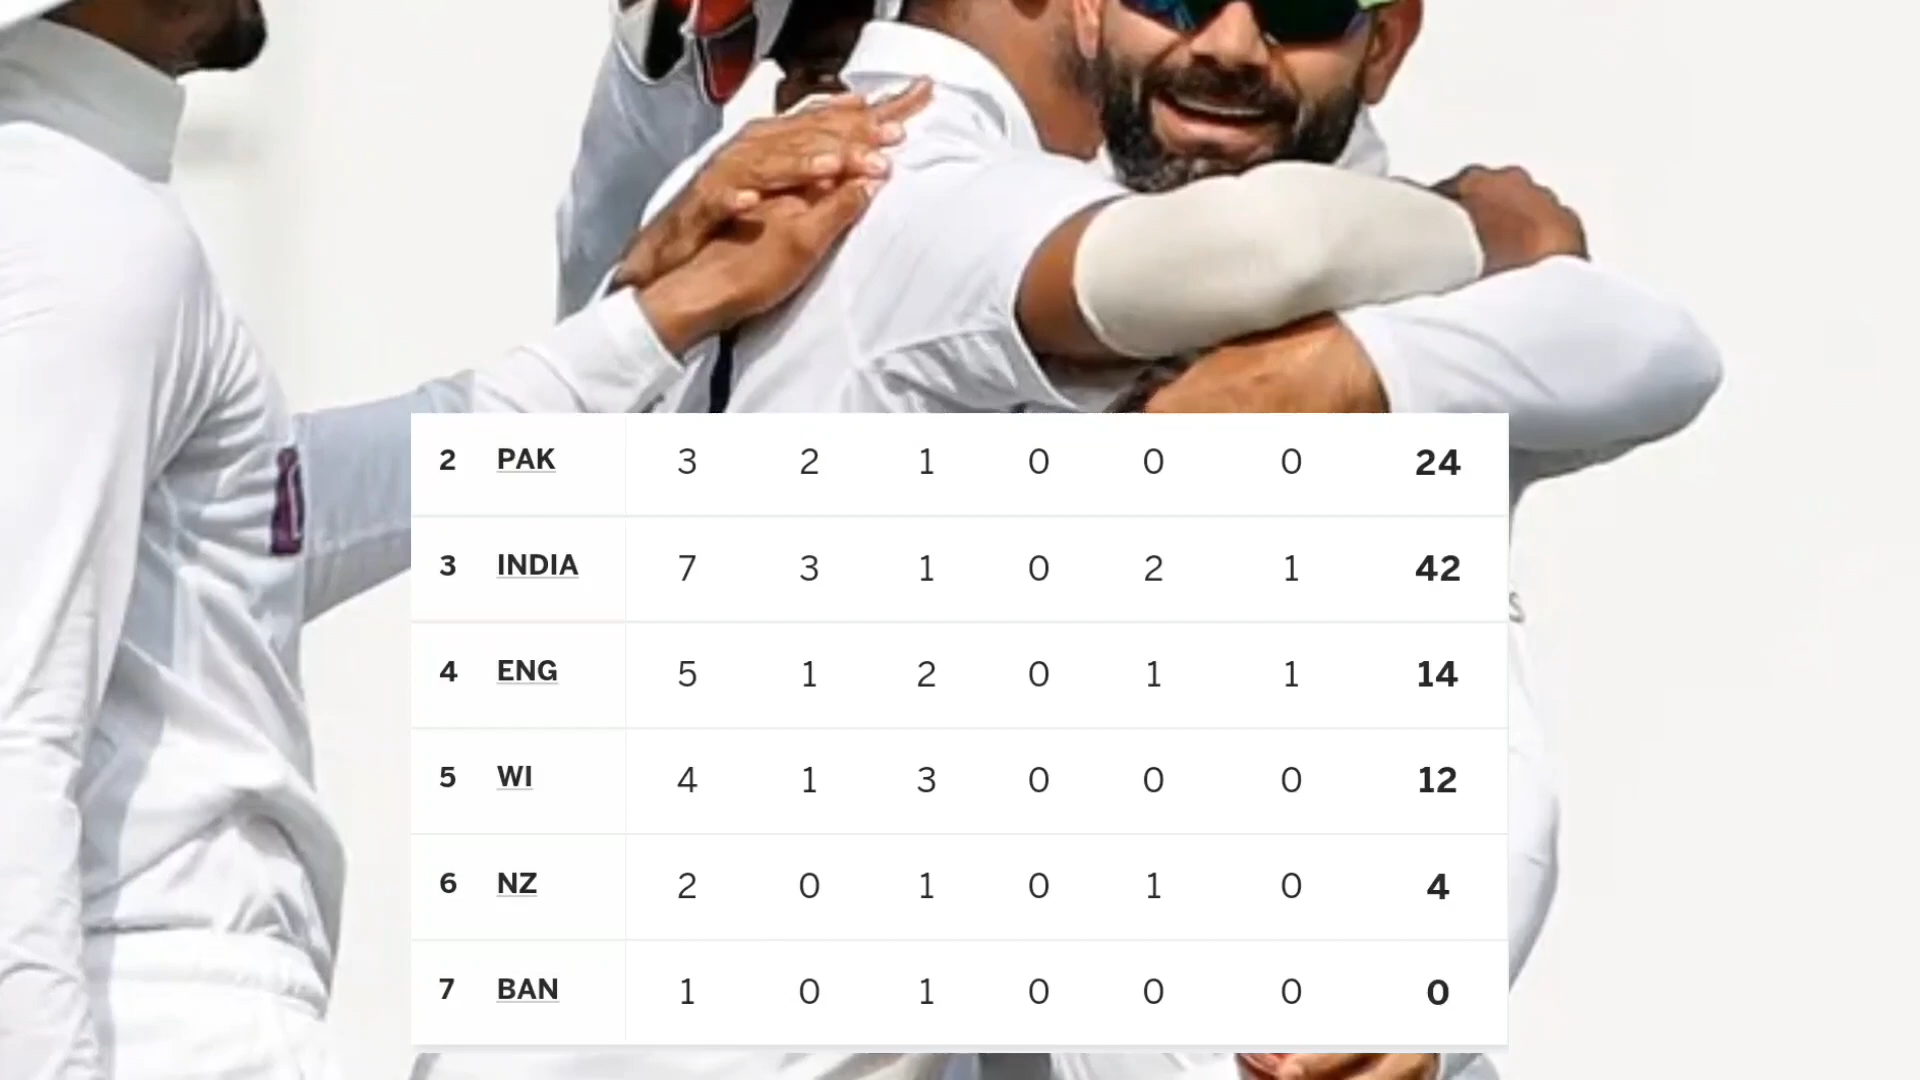 2 PAK 3 2 1 0 0 0 24
3 INDIA 7 3 1 0 2 1 42
4 ENG 5 1 2 0 1 1 14
5 WI 4 1 3 0 0 0 12
6 NZ 2 0 1 0 1 0 4
7 BAN 1 0 1 0 0 0 0